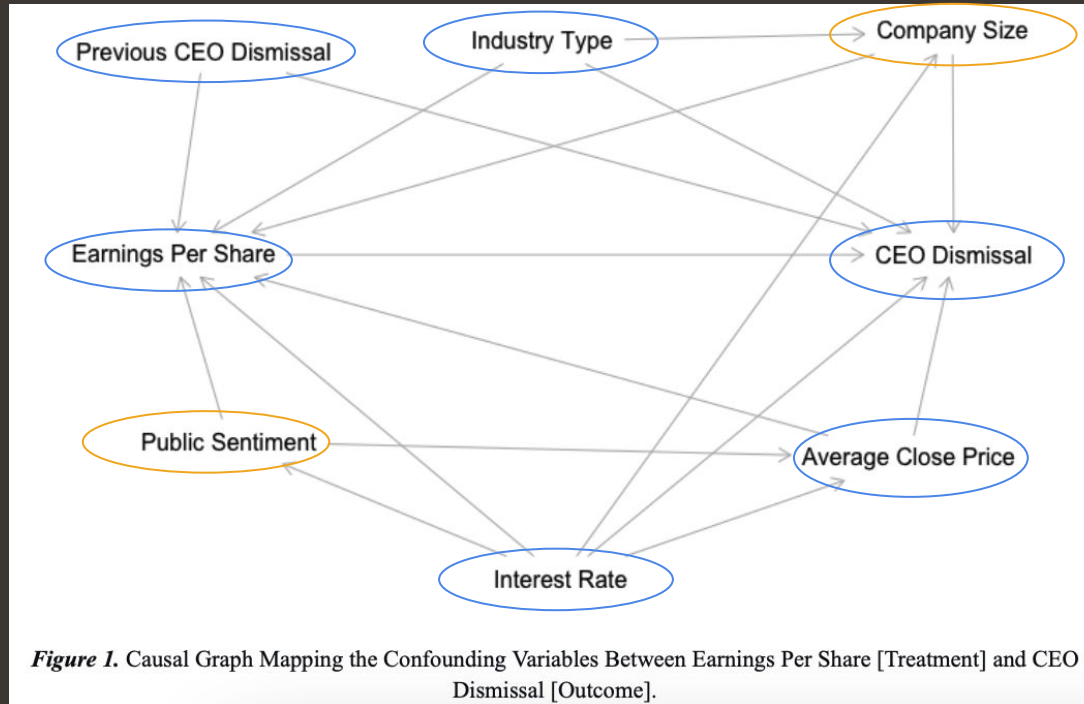 Previous CEO Dismissal
Industry Type
Company Size
Earnings Per Share
CEO Dismissal
Public Sentiment
Average Close Price
Interest Rate
Figure 1. Causal Graph Mapping the Confounding Variables Between Earnings Per Share [Treatment] and CEO
Dismissal [Outcome].